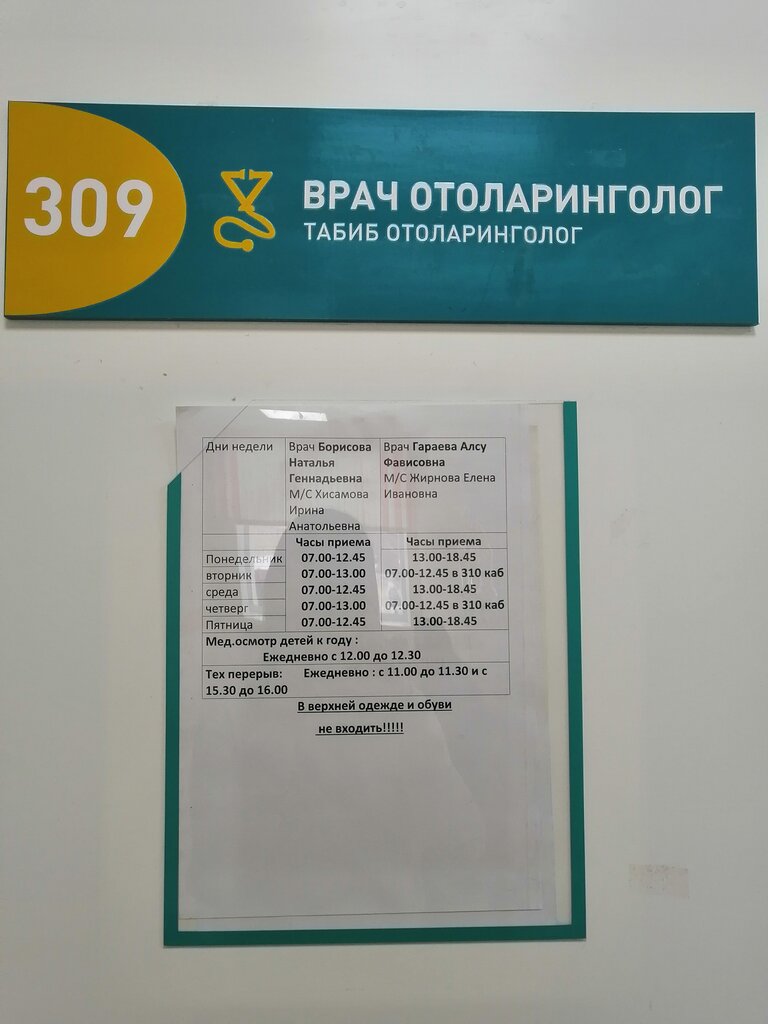 309
ВРАЧ ОТОЛАРИНГОЛОГ
ТАБИБ ОТОЛАРИНГОЛОГ
Дни недели
Врач Борисова
Наталья
Геннадьевна
М/С Хисамова
Ирина
Анатольевна
Врач Гараева Алсу
Фависовна
М/С Жирнова Елена
Ивановна
Часы приема Часы приема
Понедельник 07.00-12.45 13.00-18.45
вторник 07.00-13.00 07.00-12.45 в 310 каб
среда 07.00-12.45 13.00-18.45
четверг 07.00-13.00 07.00-12.45 в 310 каб
Пятница 07.00-12.45 13.00-18.45
Мед.осмотр детей к году :
Ежедневно с 12.00 до 12.30
Тех перерыв: Ежедневно : с 11.00 до 11.30 и с
15.30 до 16.00
В верхней одежде и обуви
не входить!!!!!